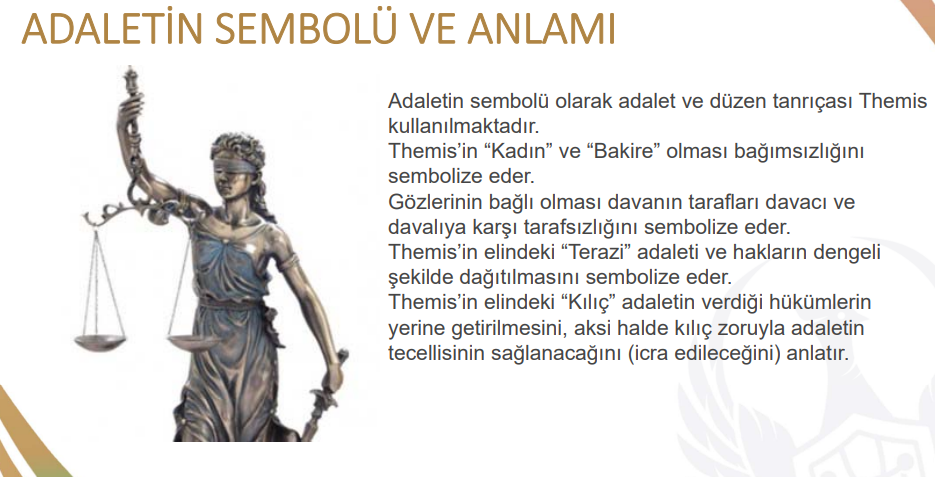 ADALETİN SEMBOLÜ VE ANLAMI
Adaletin sembolü olarak adalet ve düzen tanrıçası Themis
kullanılmaktadır.
Themis’in “Kadın” ve “Bakire” olması bağımsızlığını
sembolize eder.
Gözlerinin bağlı olması davanın tarafları davacı ve
davalıya karşı tarafsızlığını sembolize eder.
Themis’in elindeki “Terazi” adaleti ve hakların dengeli
şekilde dağıtılmasını sembolize eder.
Themis’in elindeki “Kılıç” adaletin verdiği hükümlerin
yerine getirilmesini, aksi halde kılıç zoruyla adaletin
tecellisinin sağlanacağını (icra edileceğini) anlatır.